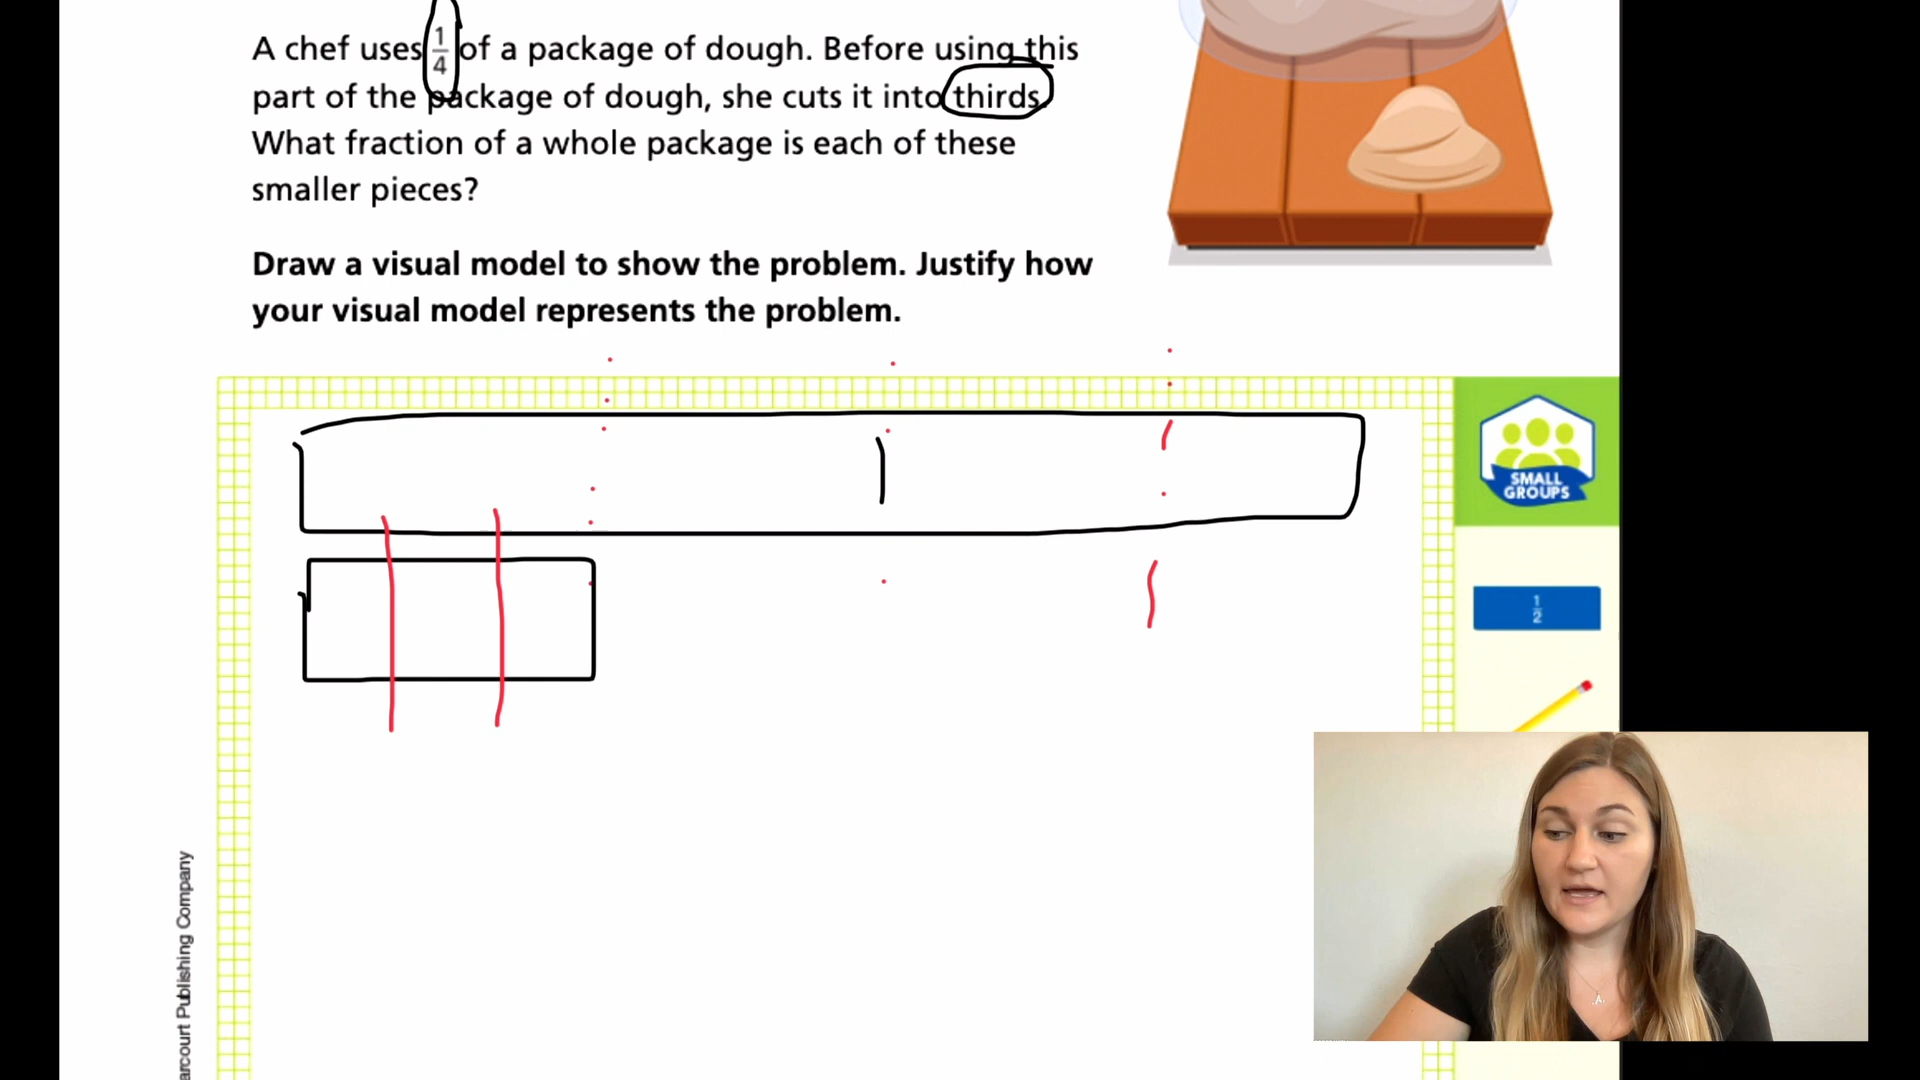 A chef uses 1/4 of a package of dough. Before using this
part of the package of dough, she cuts it into thirds.
What fraction of a whole package is each of these
smaller pieces?
Draw a visual model to show the problem. Justify how
your visual model represents the problem.
SMALL
GROUPS
1/2
arcourt Publishing Company